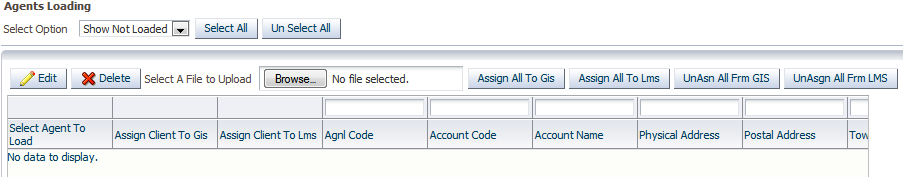 Agents Loading
Select Option Show Not Loaded Select All Un Select All
Edit Delete Select A File to Upload Browse... No file selected. Assign All To Gis Assign All To Lms UnAsn All Frm GIS UnAsgn All Frm LMS
Select Agent To Load Assign Client To Gis Assign Client To Lms Agnl Code Account Code Account Name Physical Address Postal Address Tow
No data to display.